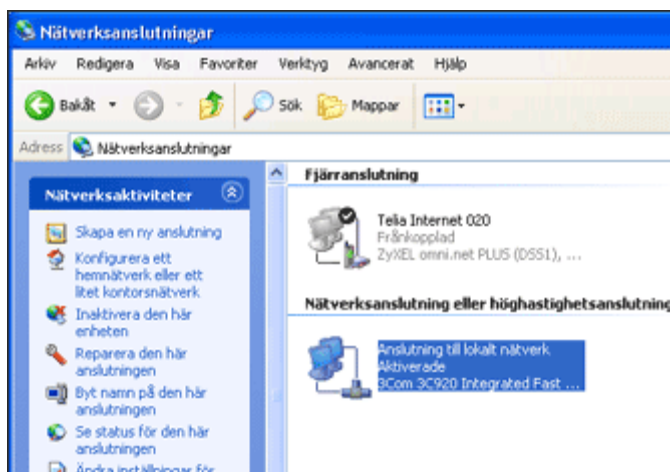 Nätverksanslutningar
Arkiv Redigera Visa Favoriter Verktyg Avancerat Hjälp
Bakåt Sök Mappar
Adress Nätverksanslutningar
Nätverksaktiviteter
Skapa en ny anslutning
Konfigurera ett
hemnätverk eller ett
litet kontorsnätverk
Inaktivera den här
enheten
Reparera den här
anslutningen
Byt namn på den här
anslutningen
Se status för den här
anslutningen
Ändra inställningar för
Fjärranslutning
Telia Internet 020
Frånkopplad
ZyXEL omni.net PLUS (DSS1), ...
Nätverksanslutning eller höghastighetsanslutning
Anslutning till lokalt nätverk
Aktiverade
3Com 3C920 Integrated Fast ...